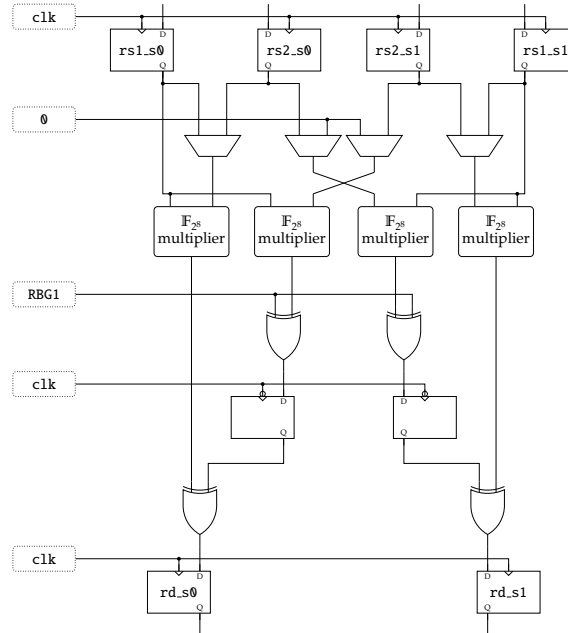 clk
D
D
D
D
rs1_s0
rs2_s0
rs2_s1
rs1_s1
Q
Q
Q
Q
0
𝔽₂⁸
multiplier
𝔽₂⁸
multiplier
𝔽₂⁸
multiplier
𝔽₂⁸
multiplier
RBG1
clk
D
D
Q
Q
clk
D
D
rd_s0
rd_s1
Q
Q